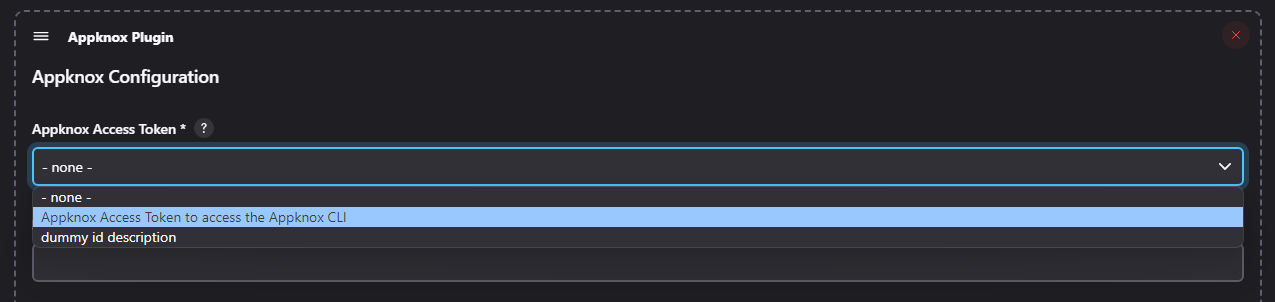 Appknox Plugin
Appknox Configuration
Appknox Access Token * ?
- none -
- none -
Appknox Access Token to access the Appknox CLI
dummy id description